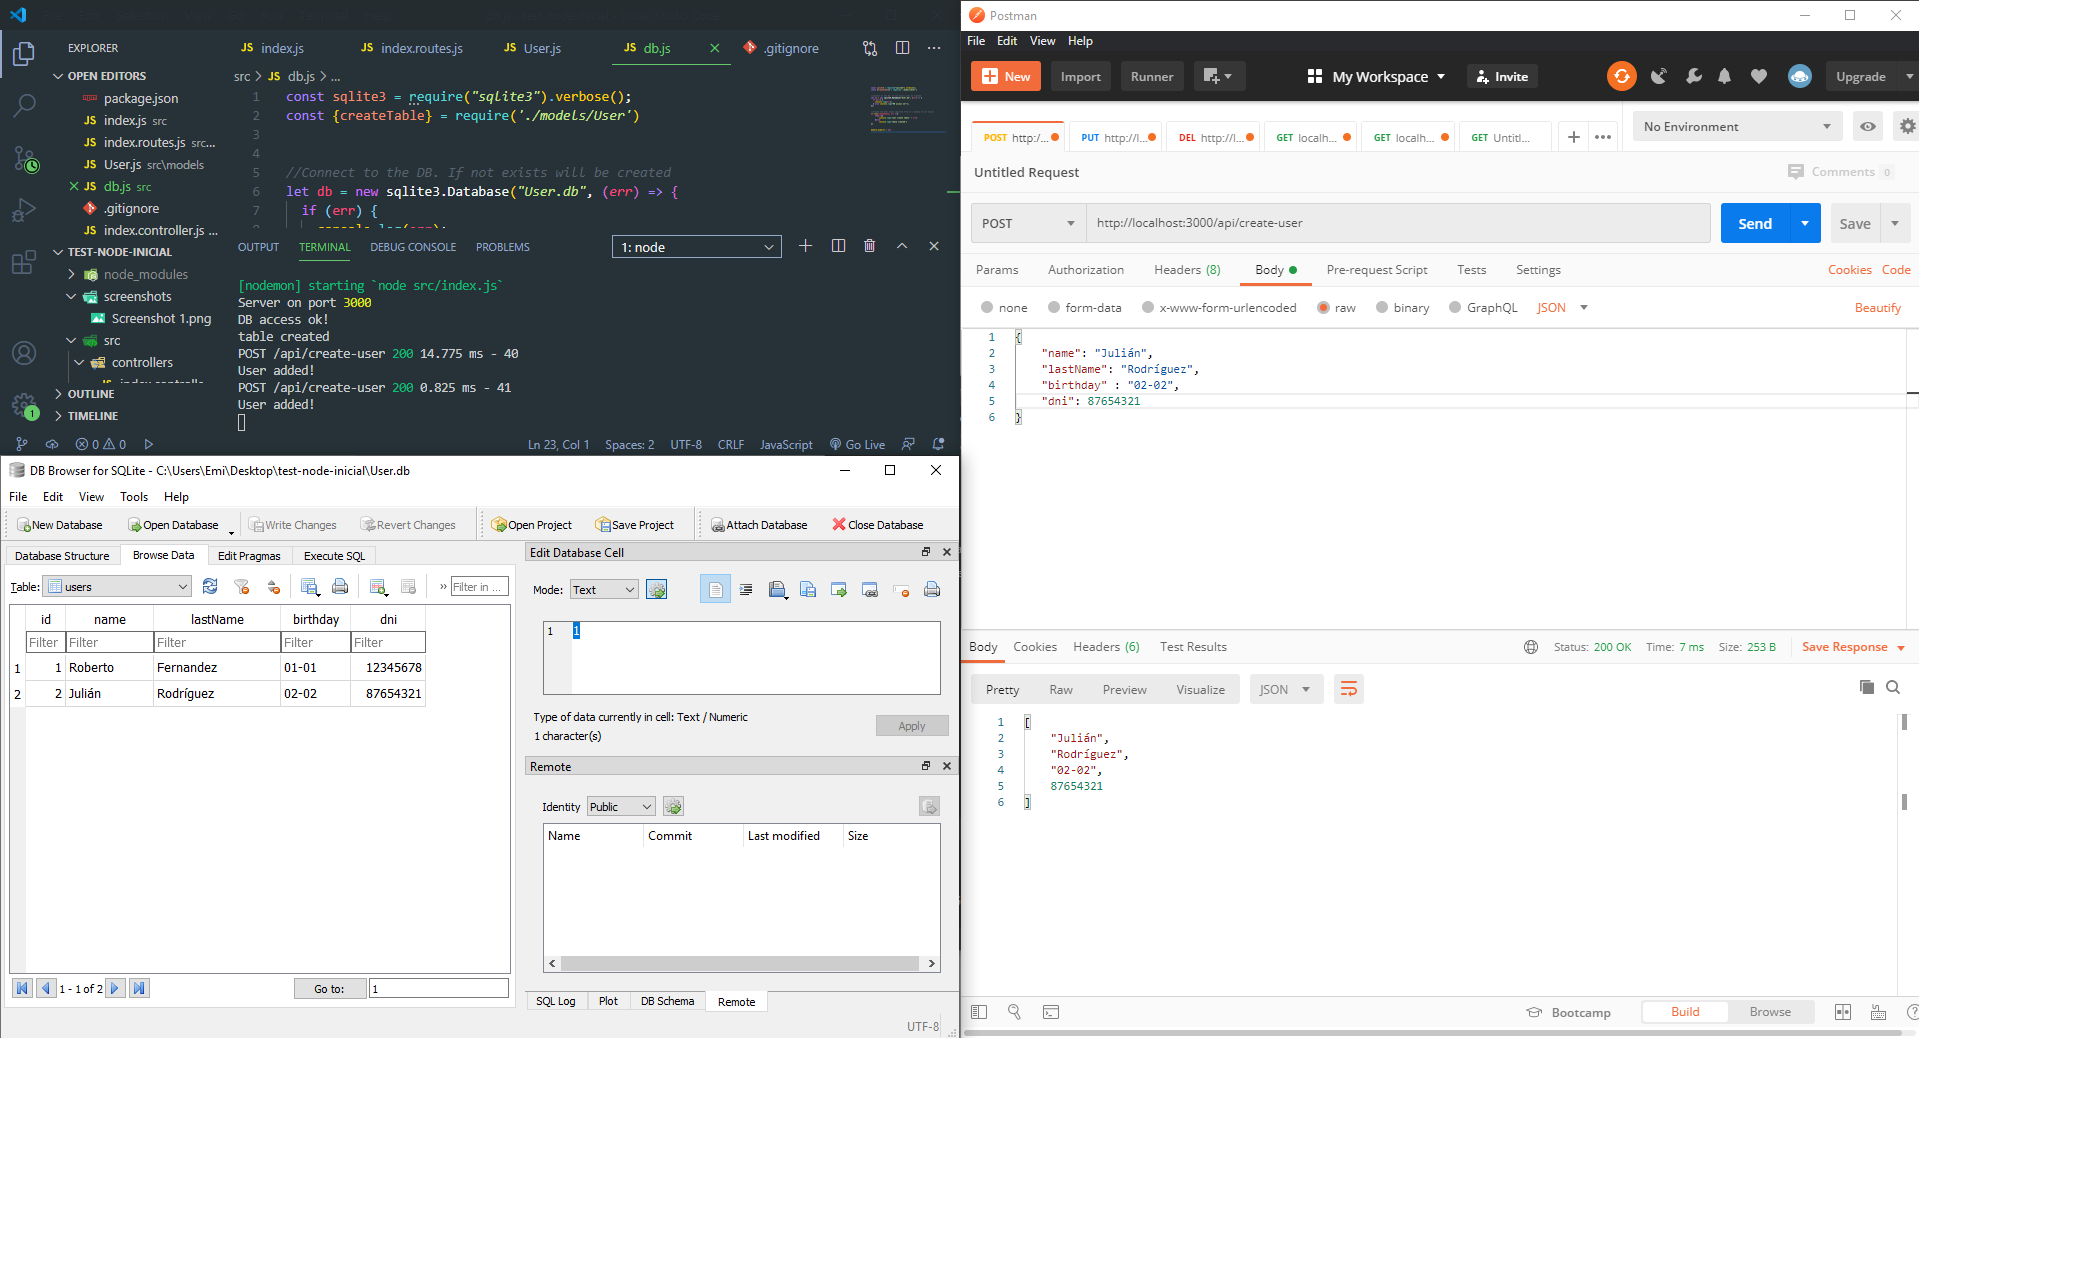 EXPLORER
OPEN EDITORS
package.json
JS index.js src
JS index.routes.js src...
JS User.js src\models
JS db.js src
.gitignore
index.controller.js ...
TEST-NODE-INICIAL
node_modules
screenshots
Screenshot 1.png
src
controllers
OUTLINE
TIMELINE
1
JS index.js
JS index.routes.js
JS User.js
JS db.js
.gitignore
...
src > JS db.js > ...
1 const sqlite3 = require("sqlite3").verbose();
2 const {createTable} = require('./models/User')
3
4
5 //Connect to the DB. If not exists will be created
6 let db = new sqlite3.Database("User.db", (err) => {
7 if (err) {
OUTPUT
TERMINAL
DEBUG CONSOLE
PROBLEMS
1: node
[nodemon] starting `node src/index.js`
Server on port 3000
DB access ok!
table created
POST /api/create-user 200 14.775 ms - 40
User added!
POST /api/create-user 200 0.825 ms - 41
User added!
0 0
Ln 23, Col 1
Spaces: 2
UTF-8
CRLF
JavaScript
Go Live
DB Browser for SQLite - C:\Users\Emi\Desktop\test-node-inicial\User.db
File Edit View Tools Help
New Database
Open Database
Write Changes
Revert Changes
Open Project
Save Project
Attach Database
Close Database
Database Structure
Browse Data
Edit Pragmas
Execute SQL
Table: users
» Filter in ...
id name lastName birthday dni
Filter Filter Filter Filter Filter
1 1 Roberto Fernandez 01-01 12345678
2 2 Julián Rodríguez 02-02 87654321
1 - 1 of 2
Go to: 1
Edit Database Cell
Mode: Text
1 1
Type of data currently in cell: Text / Numeric
1 character(s)
Apply
Remote
Identity Public
Name Commit Last modified Size
SQL Log
Plot
DB Schema
Remote
UTF-8
Postman
File Edit View Help
New
Import
Runner
My Workspace
Invite
Upgrade
POST http:/...
PUT http://l...
DEL http://l...
GET localh...
GET localh...
GET Untitl...
No Environment
Untitled Request
Comments 0
POST
http://localhost:3000/api/create-user
Send
Save
Params
Authorization
Headers (8)
Body
Pre-request Script
Tests
Settings
Cookies
Code
none
form-data
x-www-form-urlencoded
raw
binary
GraphQL
JSON
Beautify
1 {
2 "name": "Julián",
3 "lastName": "Rodríguez",
4 "birthday" : "02-02",
5 "dni": 87654321
6 }
Body
Cookies
Headers (6)
Test Results
Status: 200 OK
Time: 7 ms
Size: 253 B
Save Response
Pretty
Raw
Preview
Visualize
JSON
1 [
2 "Julián",
3 "Rodríguez",
4 "02-02",
5 87654321
6 ]
Bootcamp
Build
Browse